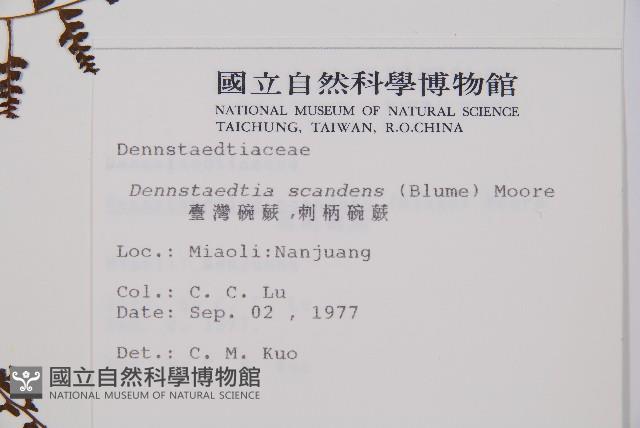 國立自然科學博物館
NATIONAL MUSEUM OF NATURAL SCIENCE
TAICHUNG, TAIWAN, R.O.CHINA
Dennstaedtiaceae
Dennstaedtia scandens (Blume) Moore
臺灣碗蕨,刺柄碗蕨
Loc.: Miaoli:Nanjuang
Col.: C. C. Lu
Date: Sep. 02 , 1977
Det.: C. M. Kuo
國立自然科學博物館
NATIONAL MUSEUM OF NATURAL SCIENCE